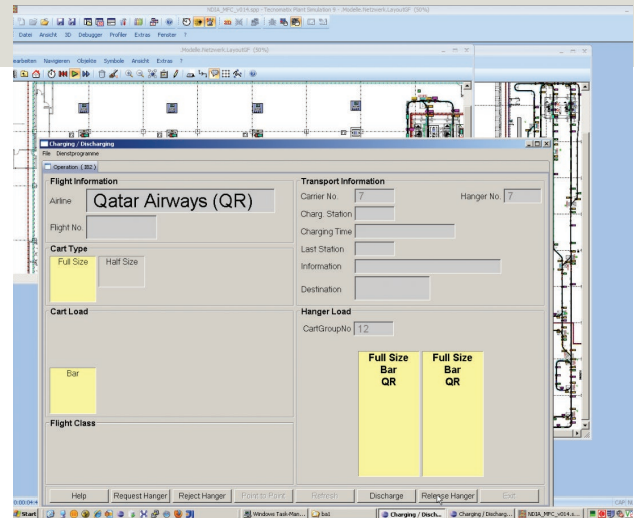 NDIA_MFC_v014.spp - Tecnomatix Plant Simulation 9 - .Modelle.Netzwerk.LayoutGF (50%)
Datei Ansicht 3D Debugger Profiler Extras Fenster ?
.Modelle.Netzwerk.LayoutGF (50%)
earbeiten Navigieren Objekte Symbole Ansicht Extras ?
Charging / Discharging
File Dienstprogramme
Operation ( IB2 )
Flight Information
Airline Qatar Airways (QR)
Flight No.
Cart Type
Full Size Half Size
Cart Load
Bar
Flight Class
Transport Information
Carrier No. 7 Hanger No. 7
Charg. Station
Charging Time
Last Station
Information
Destination
Hanger Load
CartGroupNo 12
Full Size Full Size
Bar Bar
QR QR
Help Request Hanger Reject Hanger Point to Point Refresh Discharge Release Hanger Exit
Start Windows Task-Man... ba1 Charging / Disch... Charging / Discharg... NDIA_MFC_v014.s...